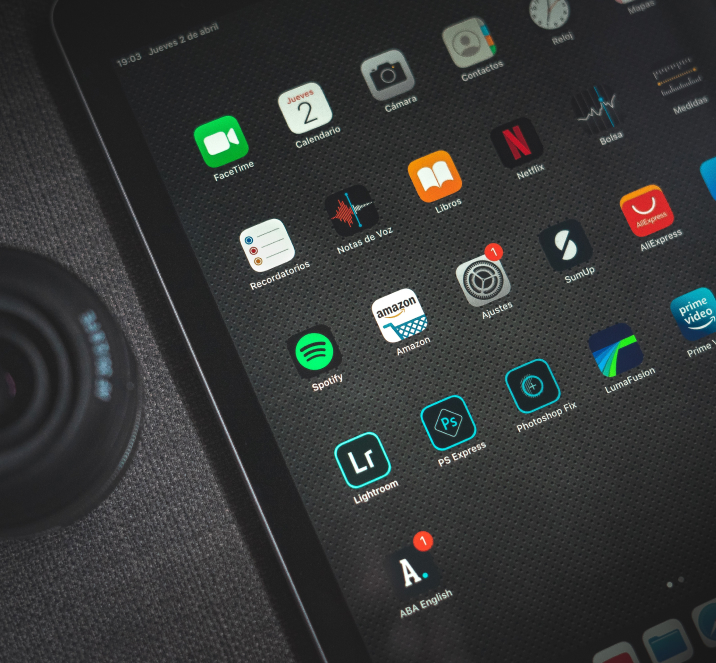 19:03 Jueves 2 de abril
FaceTime
Jueves
2
Calendario
Cámara
Contactos
Reloj
Mapas
Recordatorios
Notas de Voz
Libros
Netflix
Bolsa
Medidas
Spotify
amazon
Amazon
1
Ajustes
SumUp
AliExpress
AliExpress
Lr
Lightroom
Ps
PS Express
Photoshop Fix
LumaFusion
prime video
Prime V
1
A.
ABA English